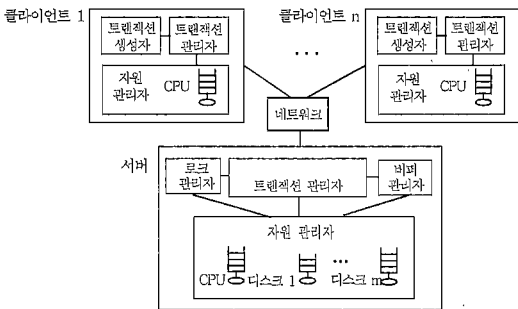 클라이언트 1
클라이언트 n
트랜잭션 생성자
트랜잭션 관리자
트랜잭션 생성자
트랜잭션 관리자
...
자원 관리자
CPU
자원 관리자
CPU
네트워크
서버
로크 관리자
트랜잭션 관리자
버퍼 관리자
자원 관리자
...
CPU
디스크 1
디스크 m